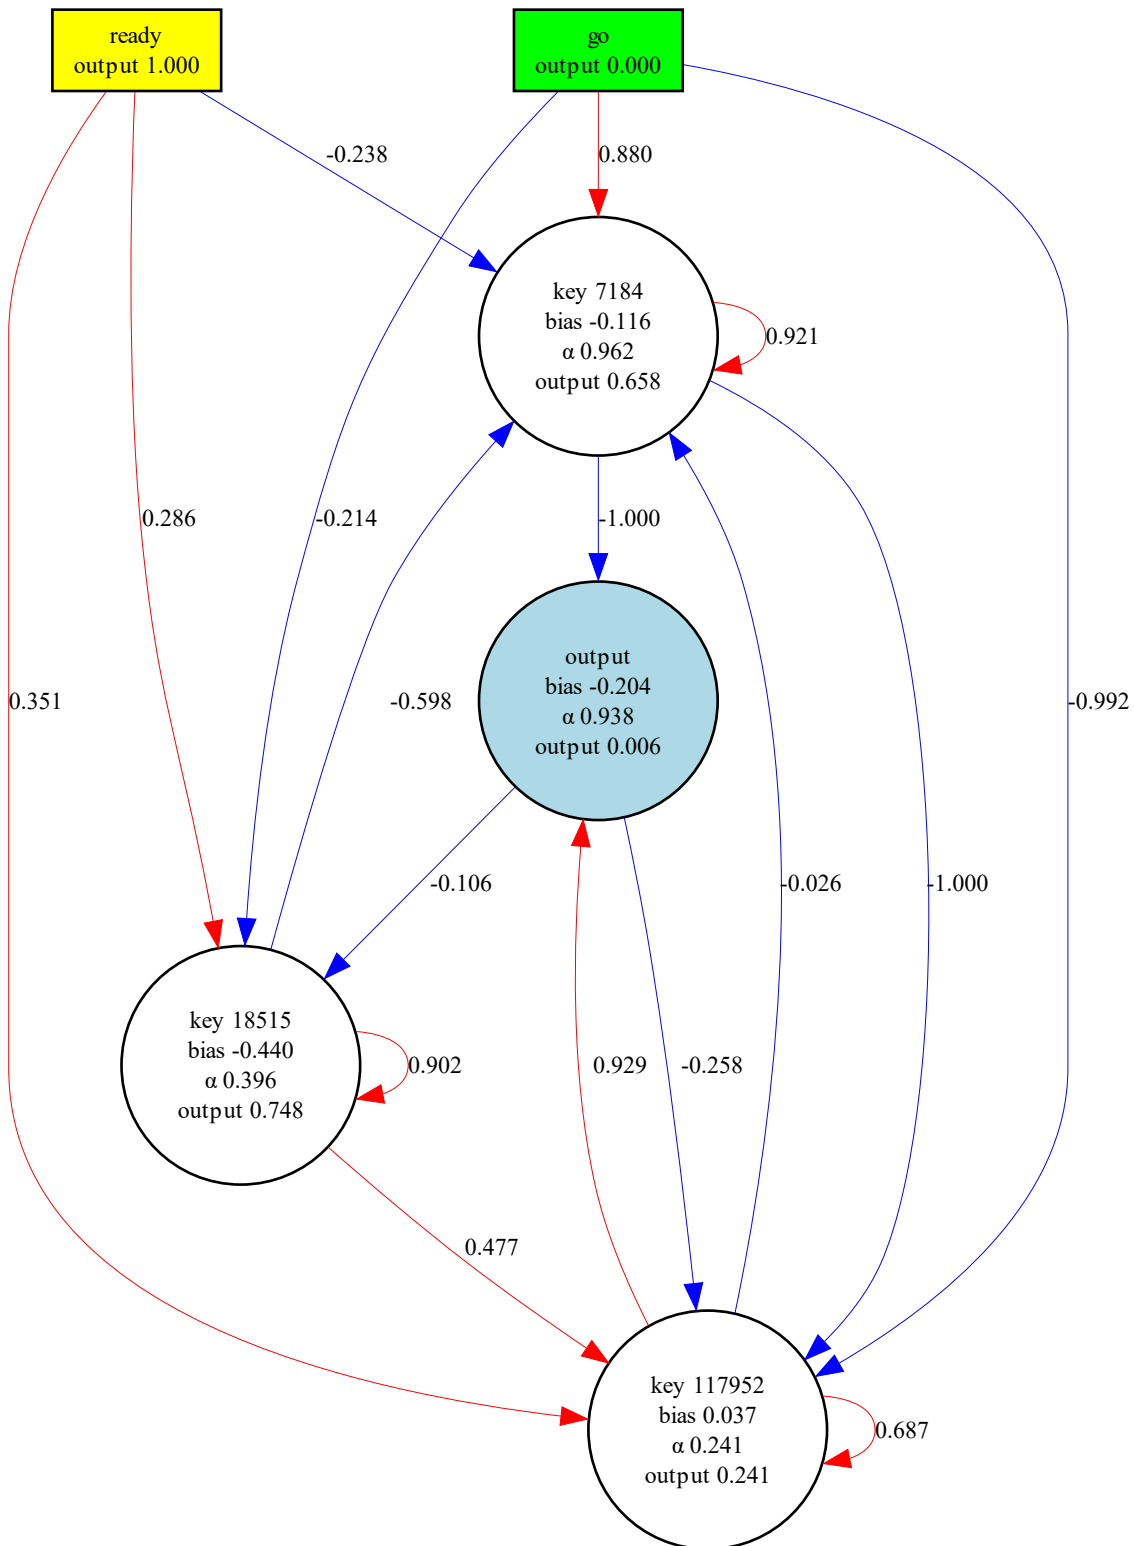 ready
output 1.000
go
output 0.000
-0.238
0.880
key 7184
bias -0.116
α 0.962
output 0.658
0.921
0.286
-0.214
-1.000
output
bias -0.204
α 0.938
output 0.006
0.351
-0.598
-0.992
-0.106
-0.026
-1.000
key 18515
bias -0.440
α 0.396
output 0.748
0.902
0.929
-0.258
0.477
key 117952
bias 0.037
α 0.241
output 0.241
0.687